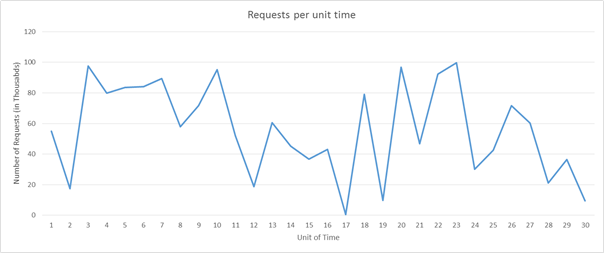 Requests per unit time
120
100
80
60
40
20
0
Number of Requests (in Thousabds)
1 2 3 4 5 6 7 8 9 10 11 12 13 14 15 16 17 18 19 20 21 22 23 24 25 26 27 28 29 30
Unit of Time